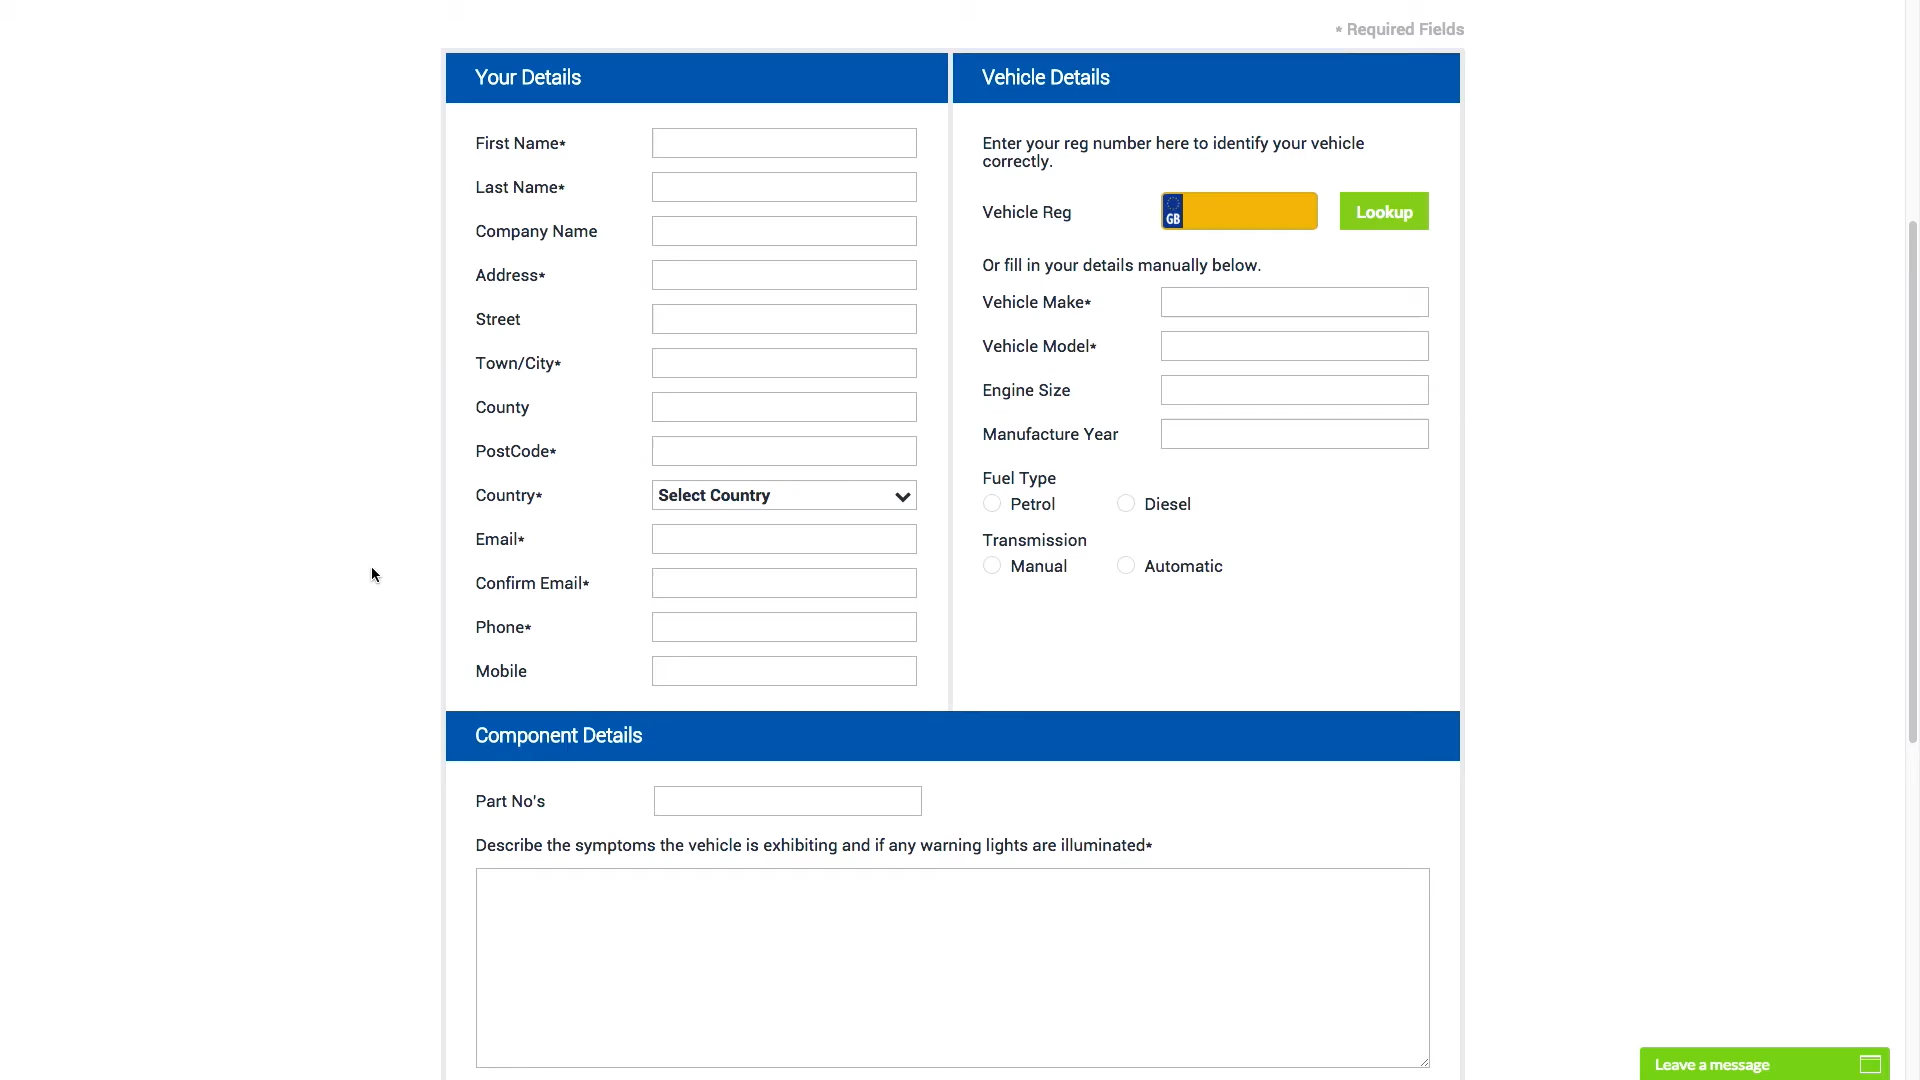 * Required Fields
Your Details
First Name*
Last Name*
Company Name
Address*
Street
Town/City*
County
PostCode*
Country*
Select Country
Email*
Confirm Email*
Phone*
Mobile
Vehicle Details
Enter your reg number here to identify your vehicle
correctly.
Vehicle Reg
GB
Lookup
Or fill in your details manually below.
Vehicle Make*
Vehicle Model*
Engine Size
Manufacture Year
Fuel Type
Petrol
Diesel
Transmission
Manual
Automatic
Component Details
Part No's
Describe the symptoms the vehicle is exhibiting and if any warning lights are illuminated*
Leave a message